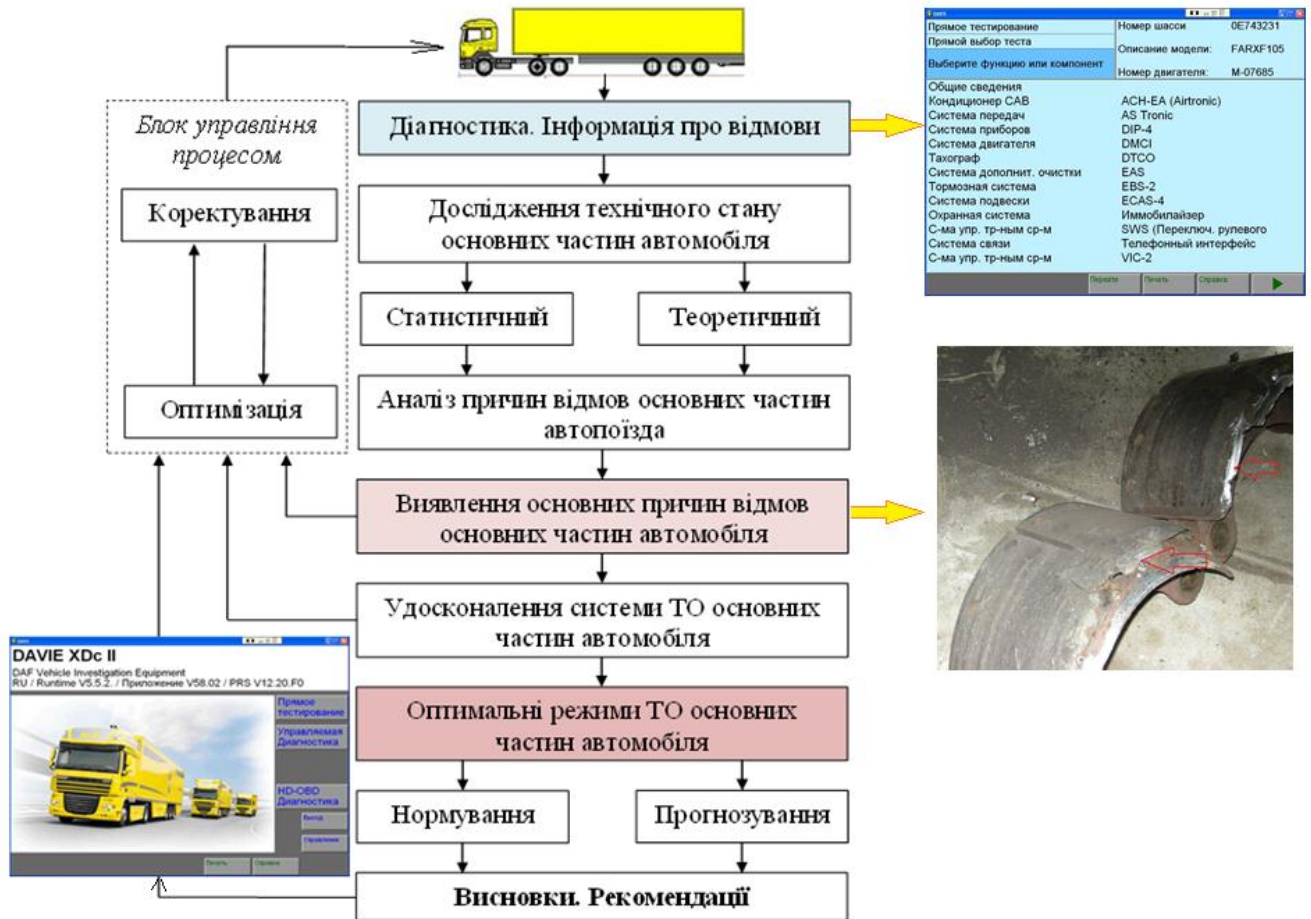 Блок управління
процесом
Коректування
Оптимізація
Діагностика. Інформація про відмови
Дослідження технічного стану
основних частин автомобіля
Статистичний
Теоретичний
Аналіз причин відмов основних частин
автопоїзда
Виявлення основних причин відмов
основних частин автомобіля
Удосконалення системи ТО основних
частин автомобіля
Оптимальні режими ТО основних
частин автомобіля
Нормування
Прогнозування
Висновки. Рекомендації
Прямое тестирование
Прямой выбор теста
Выберите функцию или компонент
Номер шасси 0E743231
Описание модели: FARXF105
Номер двигателя: M-07685
Общие сведения
Кондиционер CAB ACH-EA (Airtronic)
Система передач AS Tronic
Система приборов DIP-4
Система двигателя DMCI
Тахограф DTCO
Система дополнит. очистки EAS
Тормозная система EBS-2
Система подвески ECAS-4
Охранная система Иммобилайзер
С-ма упр. тр-ным ср-м SWS (Переключ. рулевого
Система связи Телефонный интерфейс
С-ма упр. тр-ным ср-м VIC-2
Печать
Справка
DAVIE XDc II
DAF Vehicle Investigation Equipment
RU / Runtime V5.5.2. / Приложение V58.02 / PRS V12.20.F0
Прямое
тестирование
Управляемая
Диагностика
HD-OBD
Диагностика
Выход
Управление
Печать
Справка